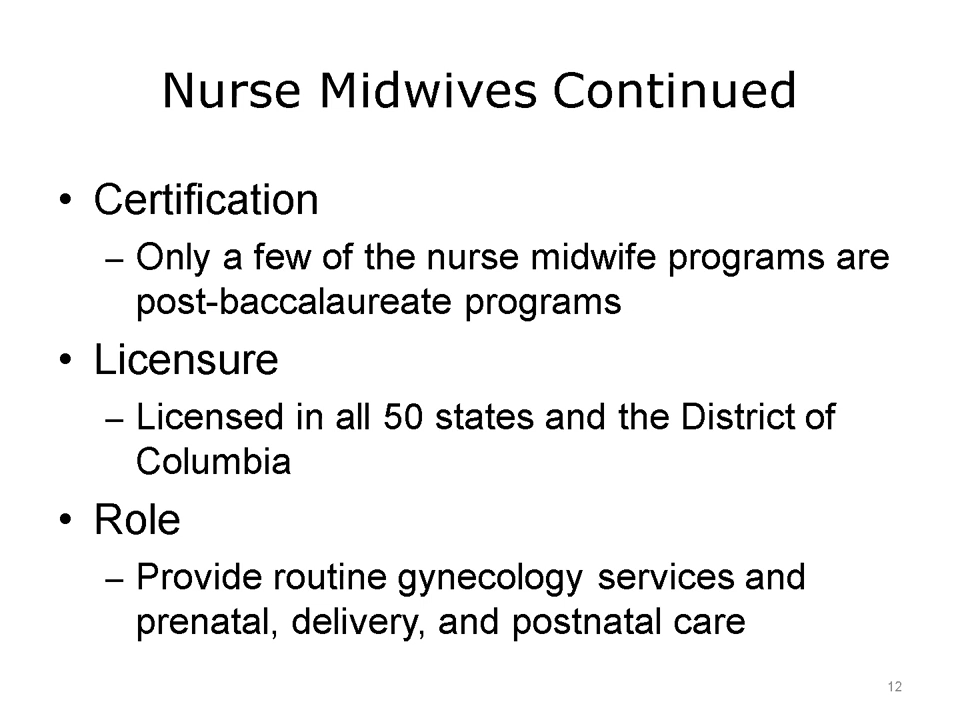 Nurse Midwives Continued
• Certification
– Only a few of the nurse midwife programs are
post-baccalaureate programs
• Licensure
– Licensed in all 50 states and the District of
Columbia
• Role
– Provide routine gynecology services and
prenatal, delivery, and postnatal care
12